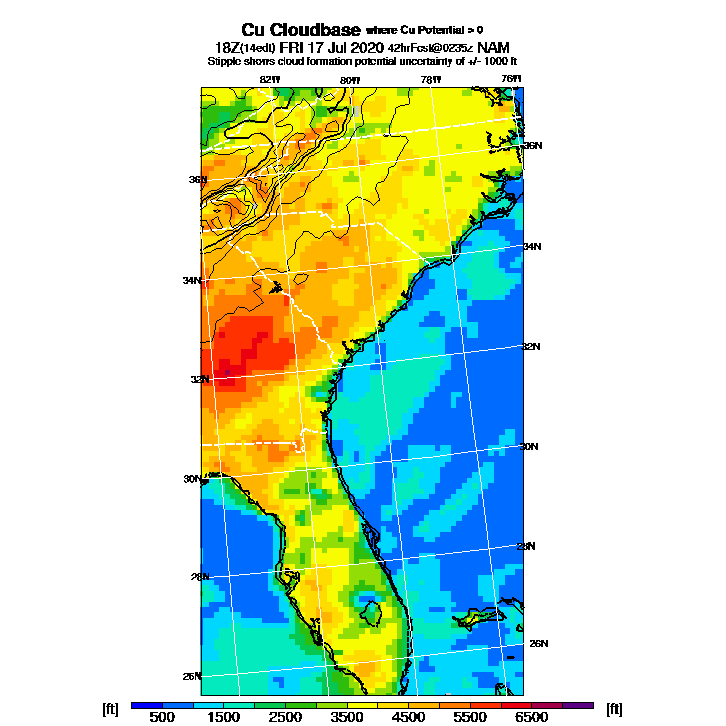 Cu Cloudbase where Cu Potential > 0
18Z(14edt) FRI 17 Jul 2020 42hrFcst@0235z NAM
Stipple shows cloud formation potential uncertainty of +/- 1000 ft
82W 80W 78W 76W
36N
36N
34N
34N
32N
32N
30N
30N
28N
28N
26N
26N
[ft] 500 1500 2500 3500 4500 5500 6500 [ft]